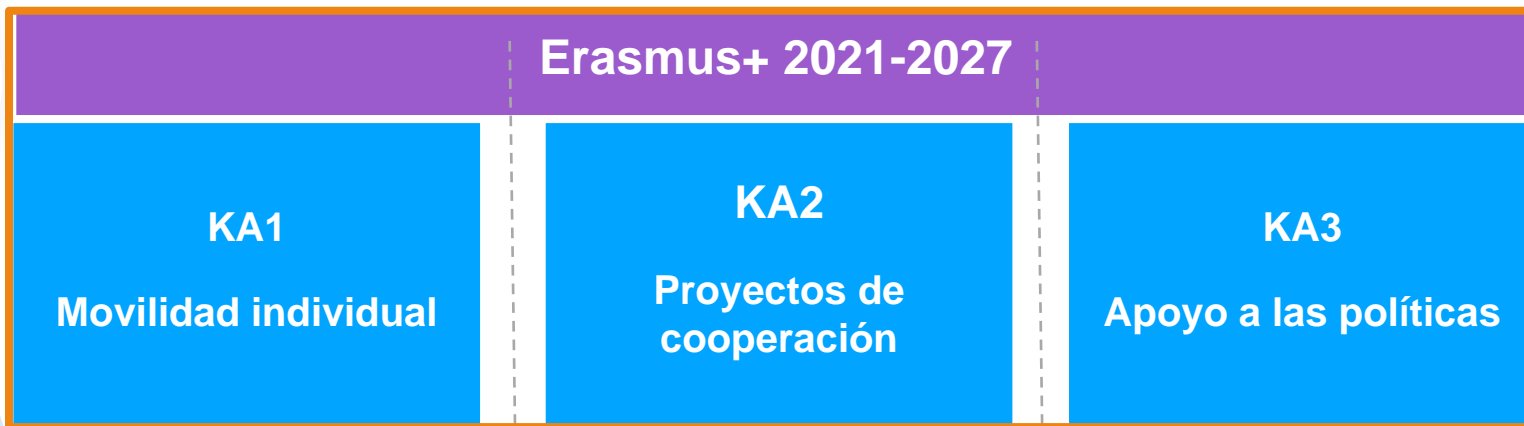 Erasmus+ 2021-2027
KA1
Movilidad individual
KA2
Proyectos de
cooperación
KA3
Apoyo a las políticas